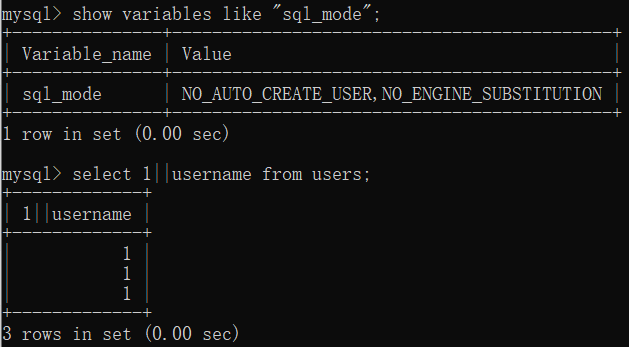 mysql> show variables like "sql_mode";
+---------------+--------------------------------------------+
| Variable_name | Value                                      |
+---------------+--------------------------------------------+
| sql_mode      | NO_AUTO_CREATE_USER,NO_ENGINE_SUBSTITUTION |
+---------------+--------------------------------------------+
1 row in set (0.00 sec)
mysql> select 1||username from users;
+-------------+
| 1||username |
+-------------+
|           1 |
|           1 |
|           1 |
+-------------+
3 rows in set (0.00 sec)